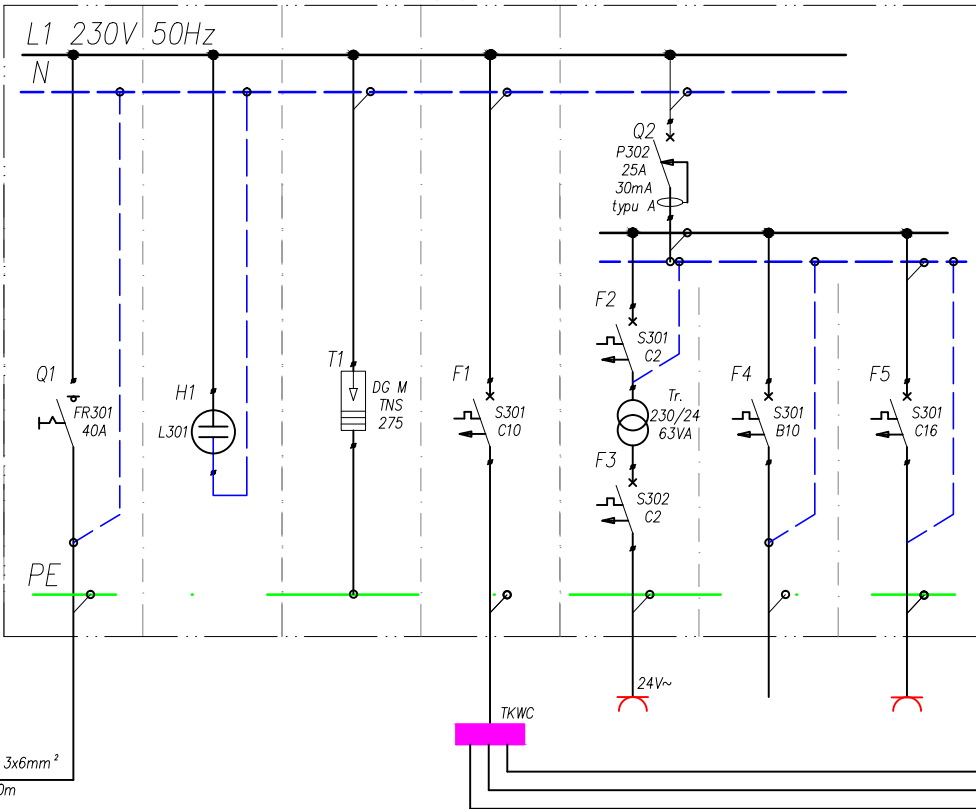 L1 230V 50Hz
N
Q2
P302
25A
30mA
typu A
F2
S301
C2
Q1
FR301
40A
H1
L301
T1
DG M
TNS
275
F1
S301
C10
Tr.
230/24
63VA
F3
S302
C2
F4
S301
B10
F5
S301
C16
PE
24V~
TKWC
3x6mm²
0m